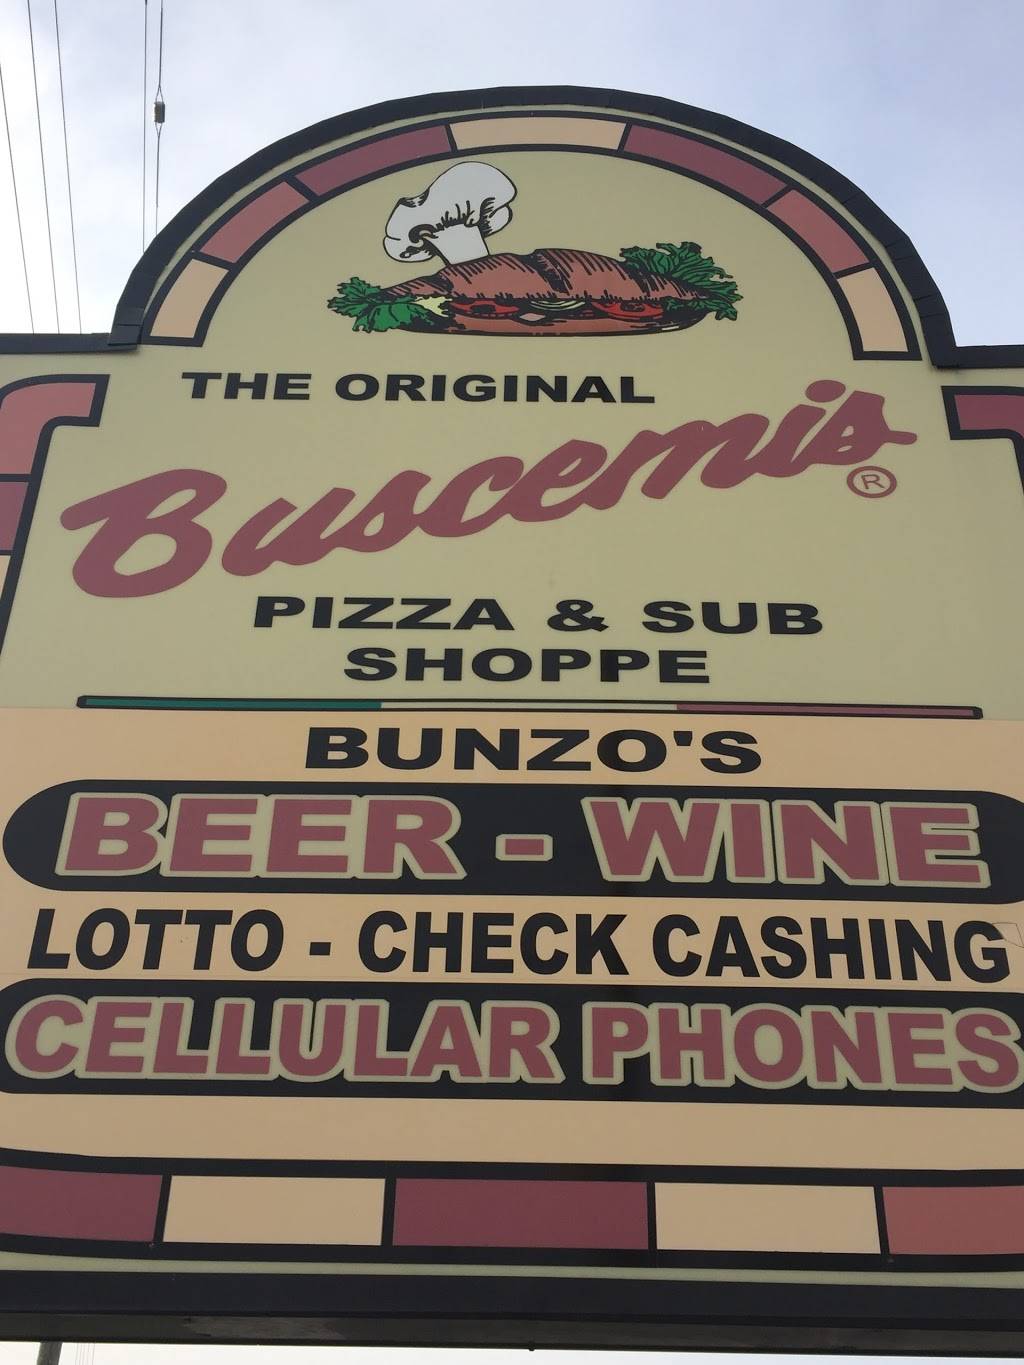 THE ORIGINAL
Buscemi's ®
PIZZA & SUB
SHOPPE
BUNZO'S
BEER - WINE
LOTTO - CHECK CASHING
CELLULAR PHONES